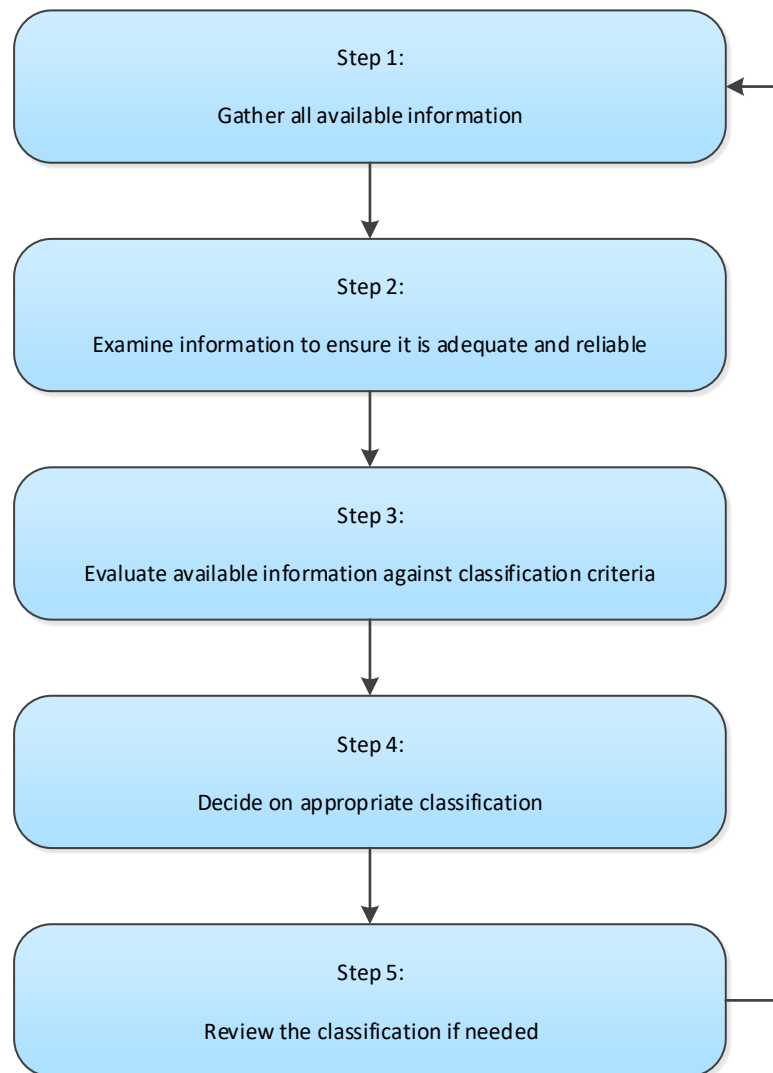 Step 1:
Gather all available information
Step 2:
Examine information to ensure it is adequate and reliable
Step 3:
Evaluate available information against classification criteria
Step 4:
Decide on appropriate classification
Step 5:
Review the classification if needed